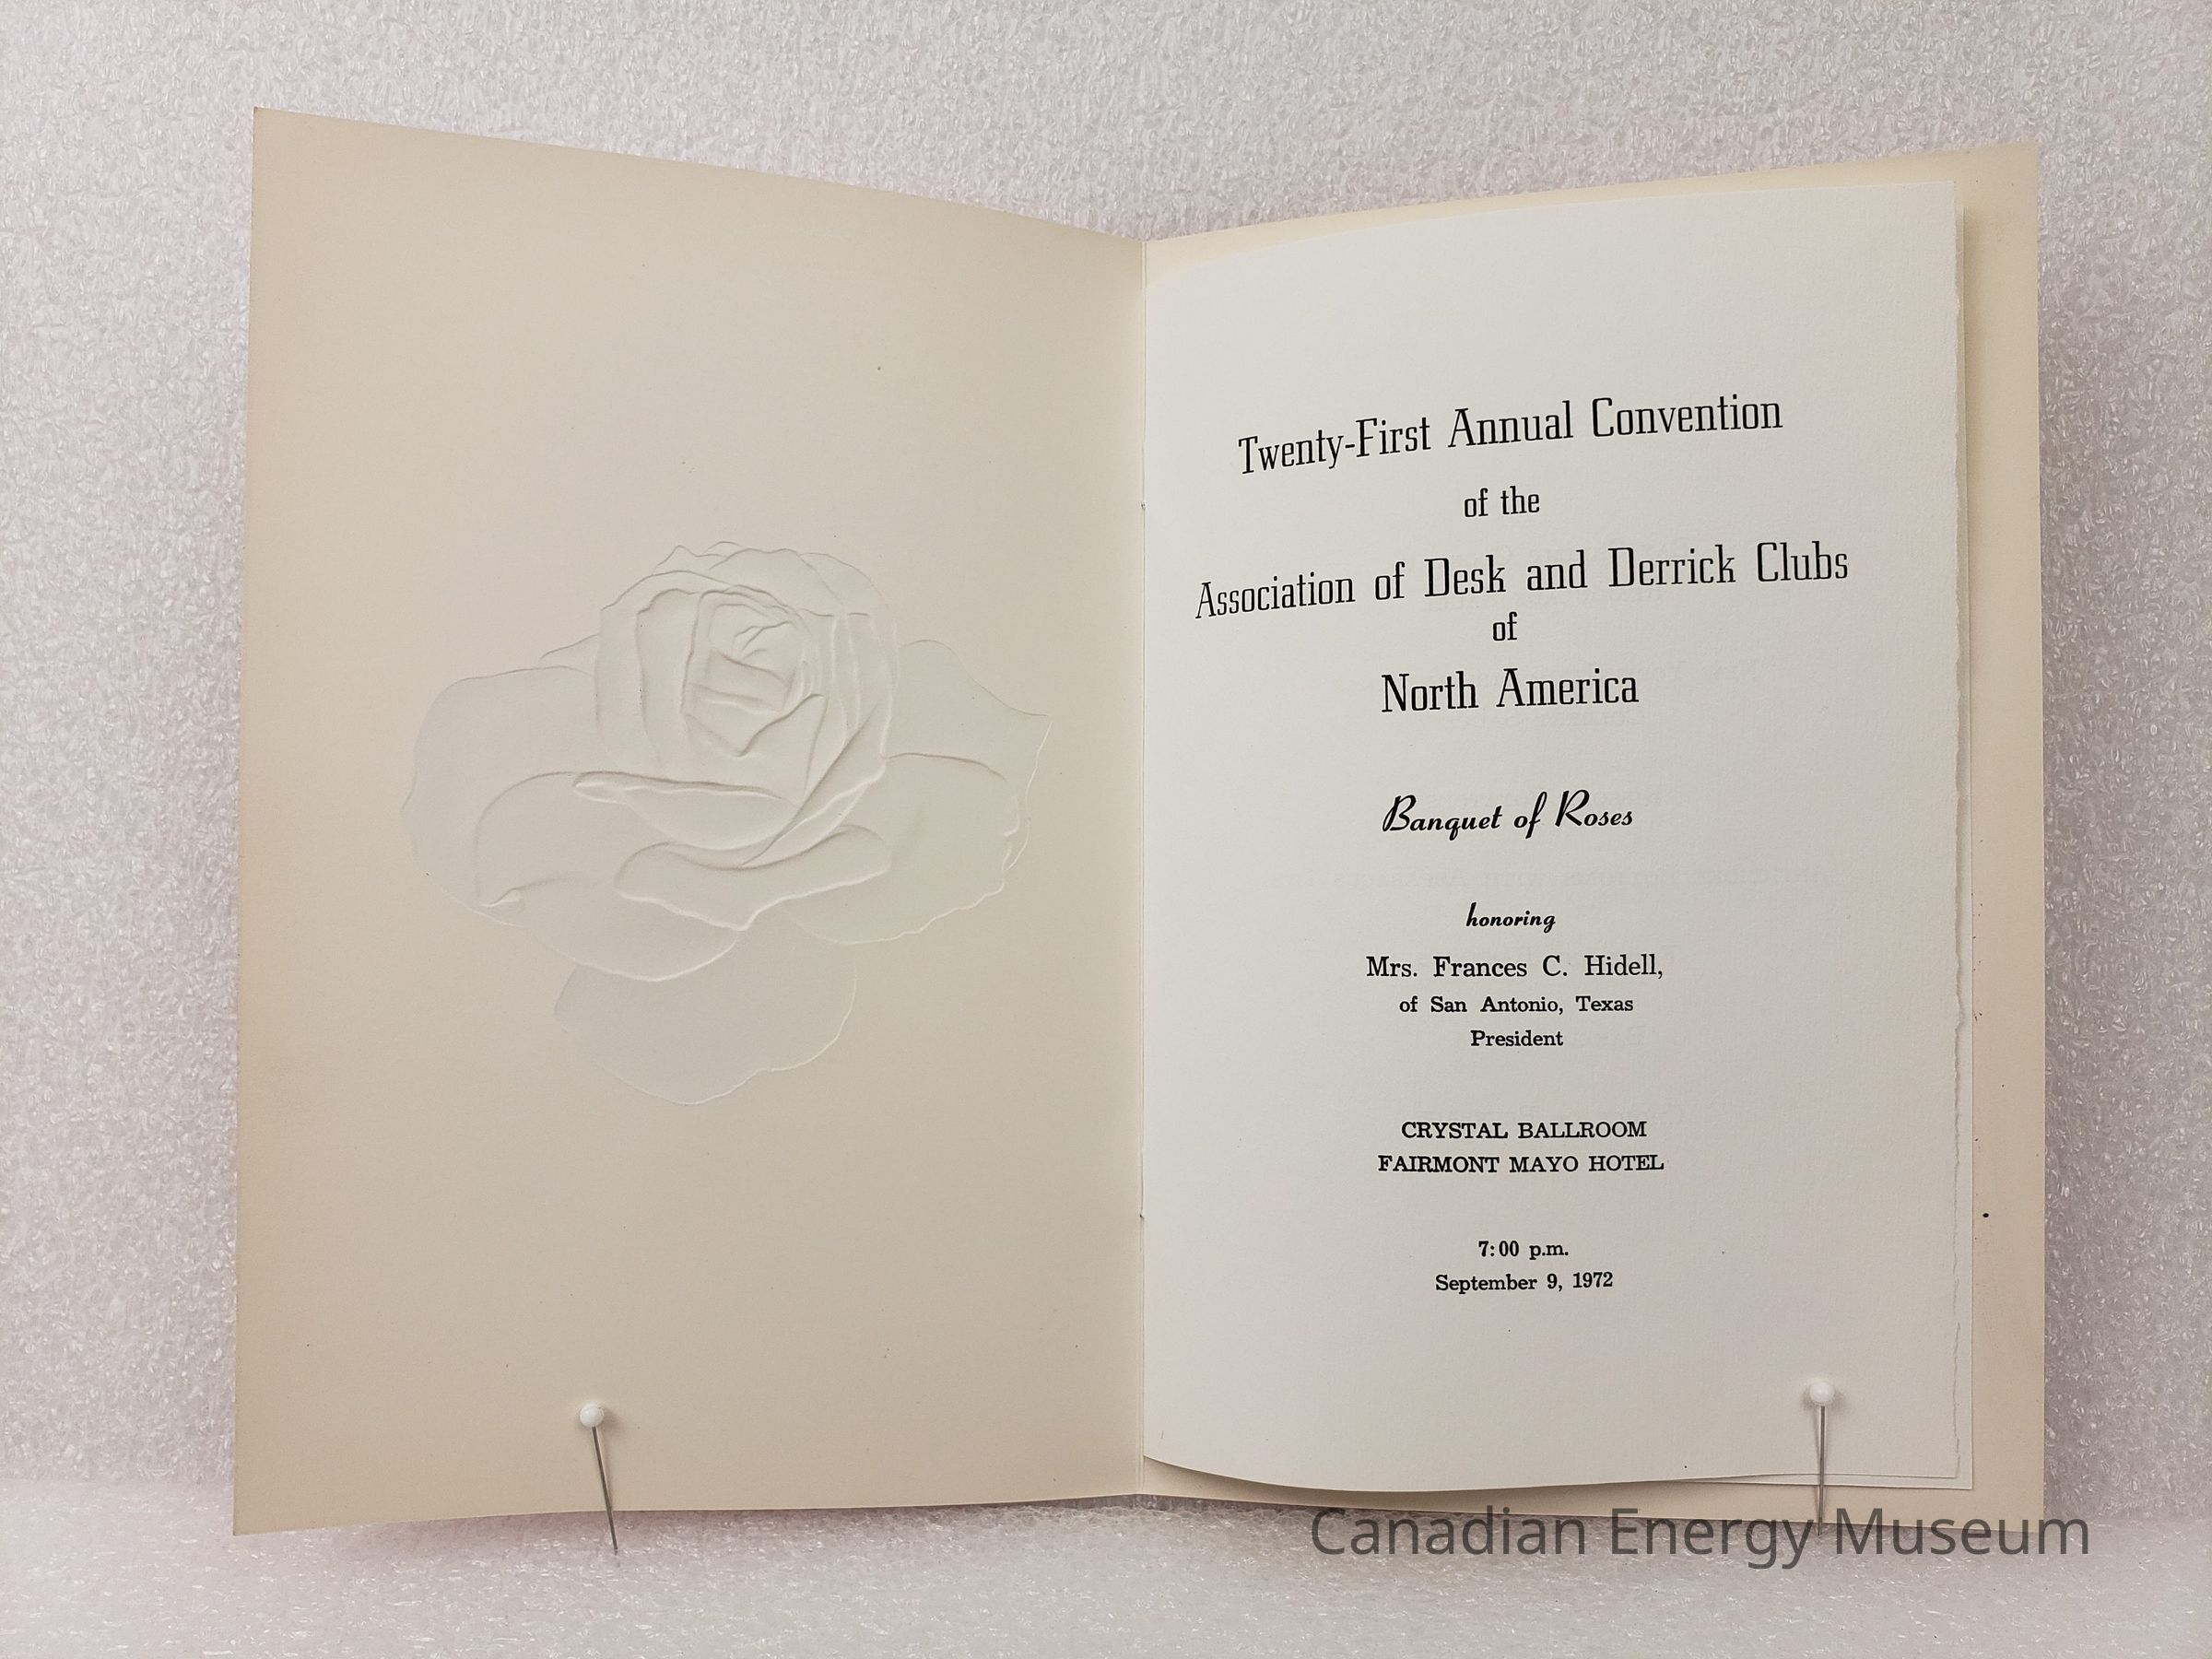 Twenty-First Annual Convention
of the
Association of Desk and Derrick Clubs
of
North America
Banquet of Roses
honoring
Mrs. Frances C. Hidell,
of San Antonio, Texas
President
CRYSTAL BALLROOM
FAIRMONT MAYO HOTEL
7:00 p.m.
September 9, 1972
Canadian Energy Museum